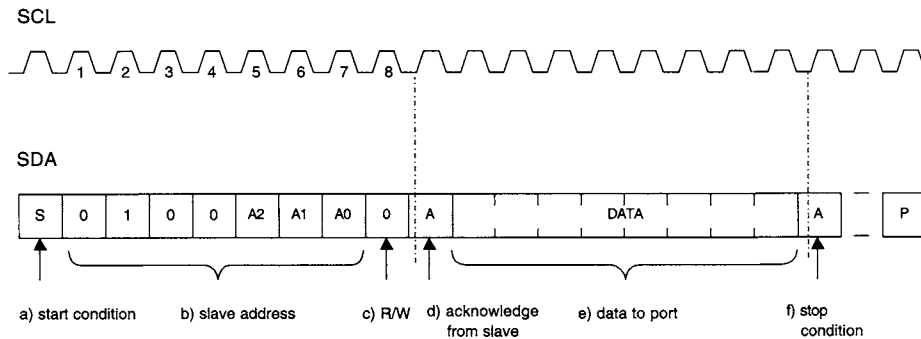 SCL
1 2 3 4 5 6 7 8
SDA
S 0 1 0 0 A2 A1 A0 0 A DATA A P
a) start condition b) slave address c) R/W d) acknowledge from slave e) data to port f) stop condition